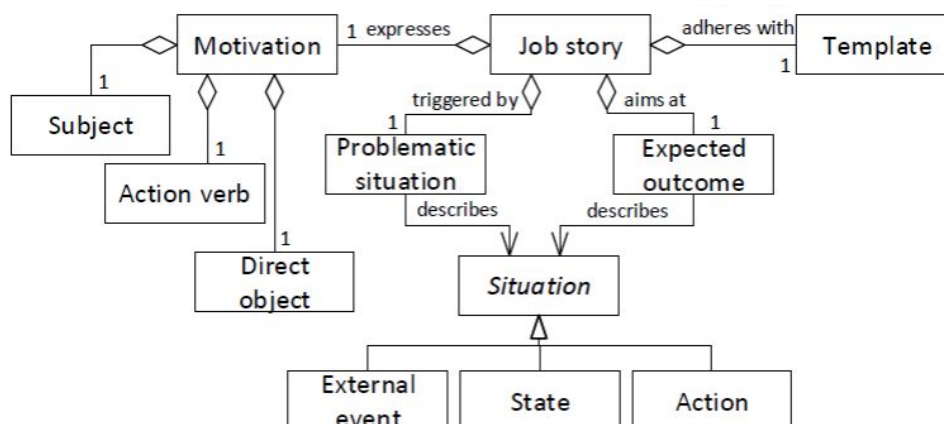 Motivation
1 expresses
Job story
adheres with
1
Template
1
Subject
1
Action verb
1
Direct
object
triggered by
1
Problematic
situation
aims at
1
Expected
outcome
describes
describes
Situation
External
event
State
Action